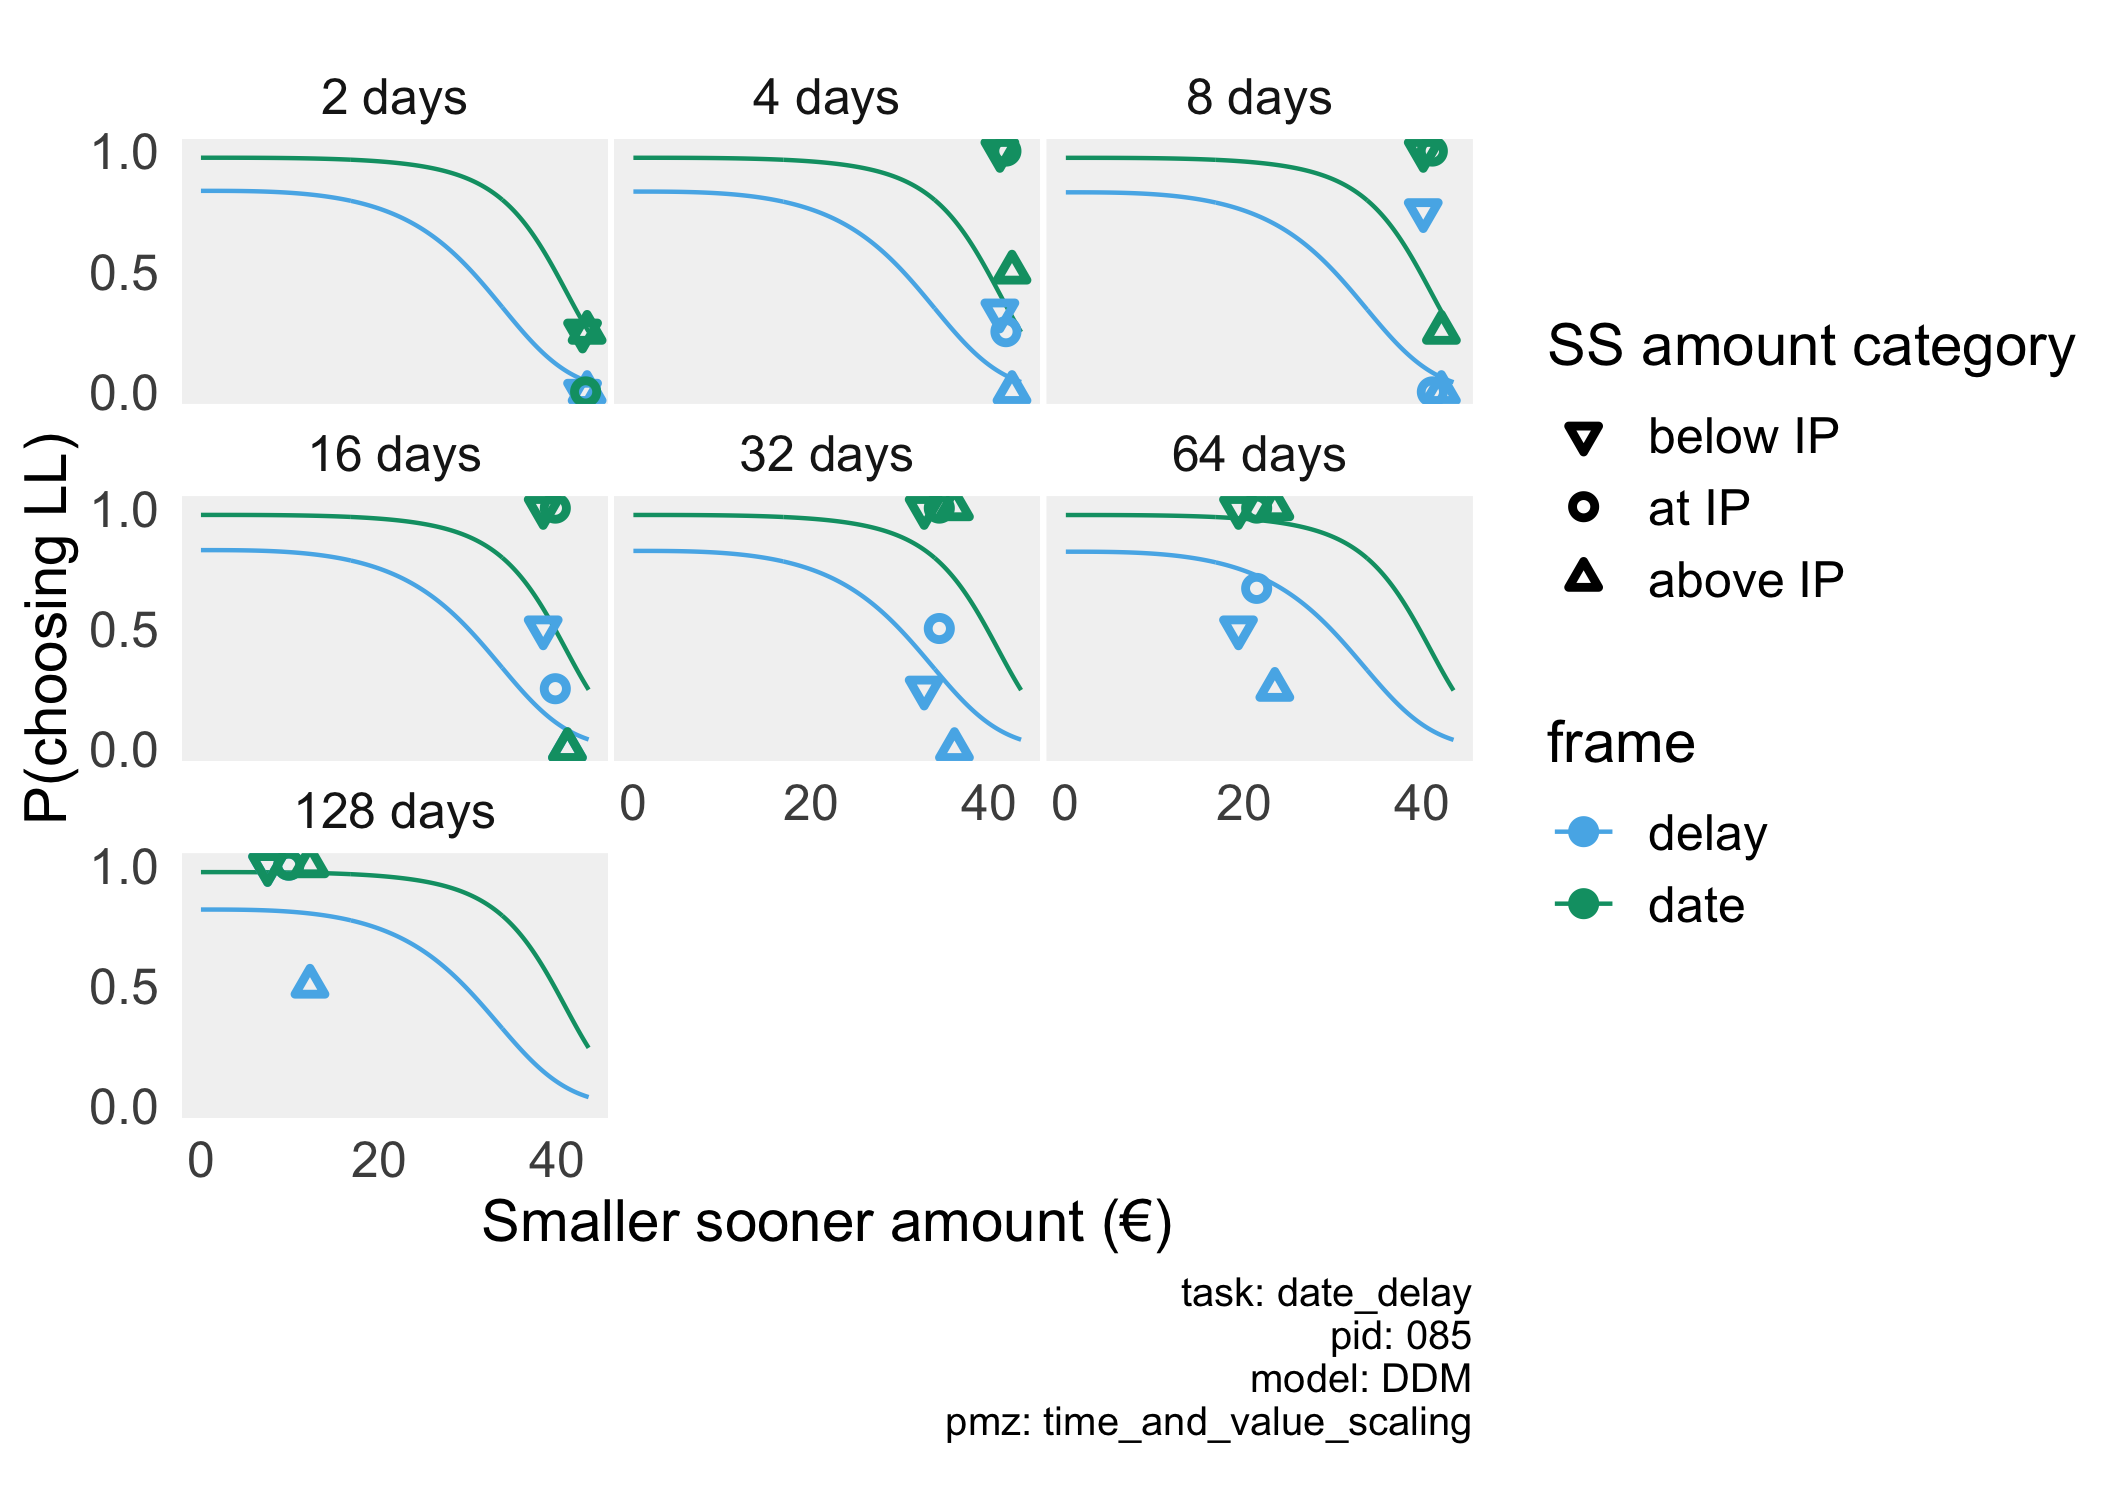 2 days
4 days
8 days
1.0
0.5
0.0
16 days
32 days
64 days
1.0
0.5
0.0
0
20
40
0
20
40
128 days
1.0
0.5
0.0
0
20
40
P(choosing LL)
Smaller sooner amount (€)
SS amount category
below IP
at IP
above IP
frame
delay
date
task: date_delay
pid: 085
model: DDM
pmz: time_and_value_scaling